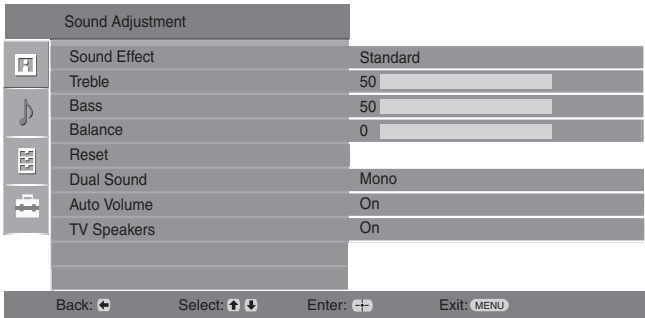 Sound Adjustment
Sound Effect Standard
Treble 50
Bass 50
Balance 0
Reset
Dual Sound Mono
Auto Volume On
TV Speakers On
Back: Select: Enter: Exit: MENU